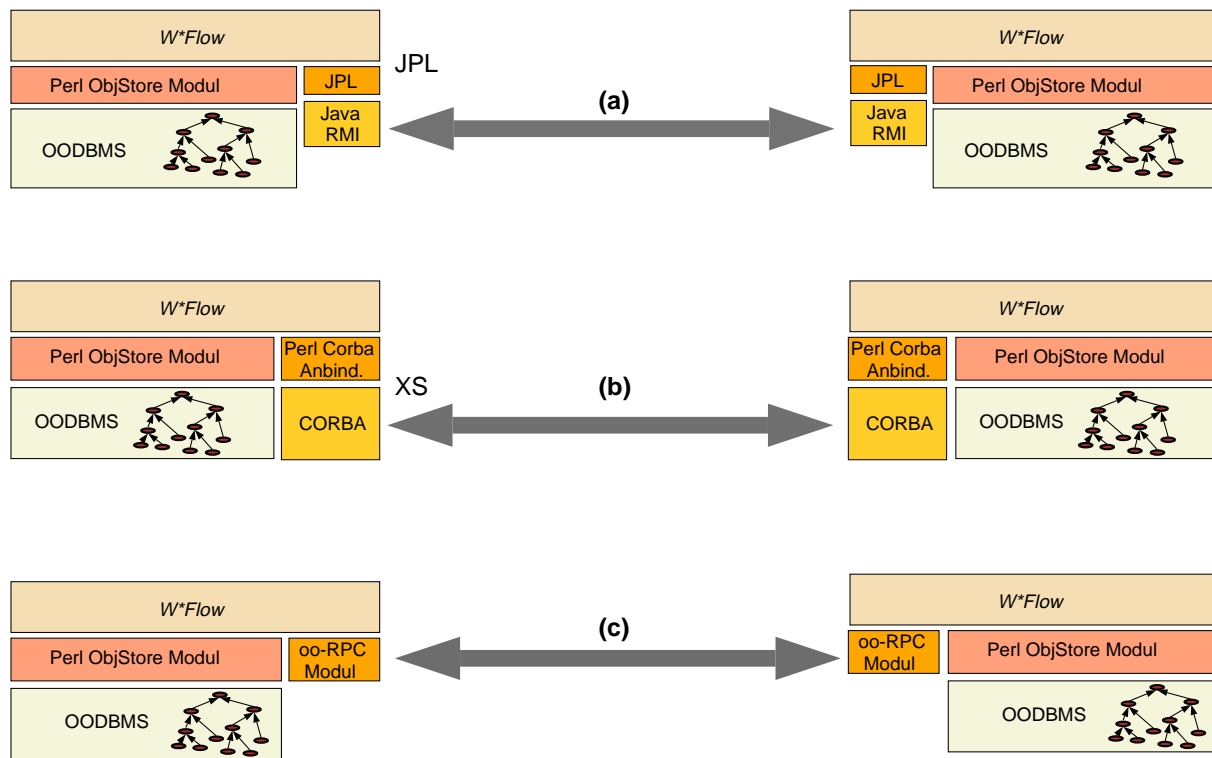 W*Flow
W*Flow
Perl ObjStore Modul
JPL
JPL
JPL
Perl ObjStore Modul
(a)
Java
RMI
Java
RMI
OODBMS
OODBMS
W*Flow
W*Flow
Perl ObjStore Modul
Perl Corba
Anbind.
Perl Corba
Anbind.
Perl ObjStore Modul
XS
(b)
OODBMS
CORBA
CORBA
OODBMS
W*Flow
W*Flow
(c)
Perl ObjStore Modul
oo-RPC
Modul
oo-RPC
Modul
Perl ObjStore Modul
OODBMS
OODBMS